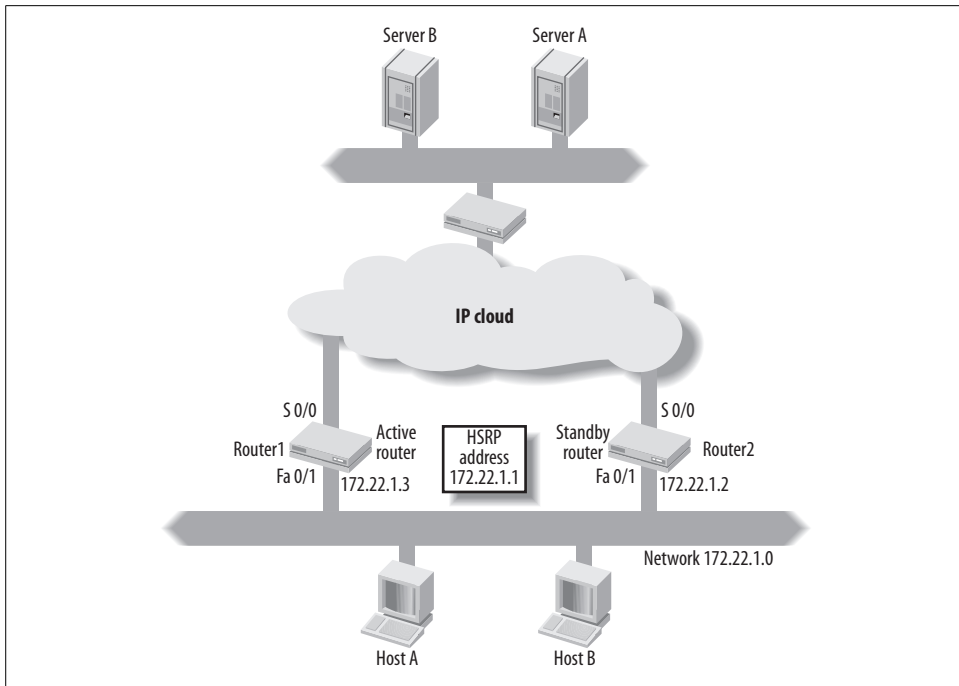 Server B
Server A
IP cloud
S 0/0
S 0/0
Router1
Active
router
HSRP
address
172.22.1.1
Standby
router
Router2
Fa 0/1
172.22.1.3
Fa 0/1
172.22.1.2
Network 172.22.1.0
Host A
Host B